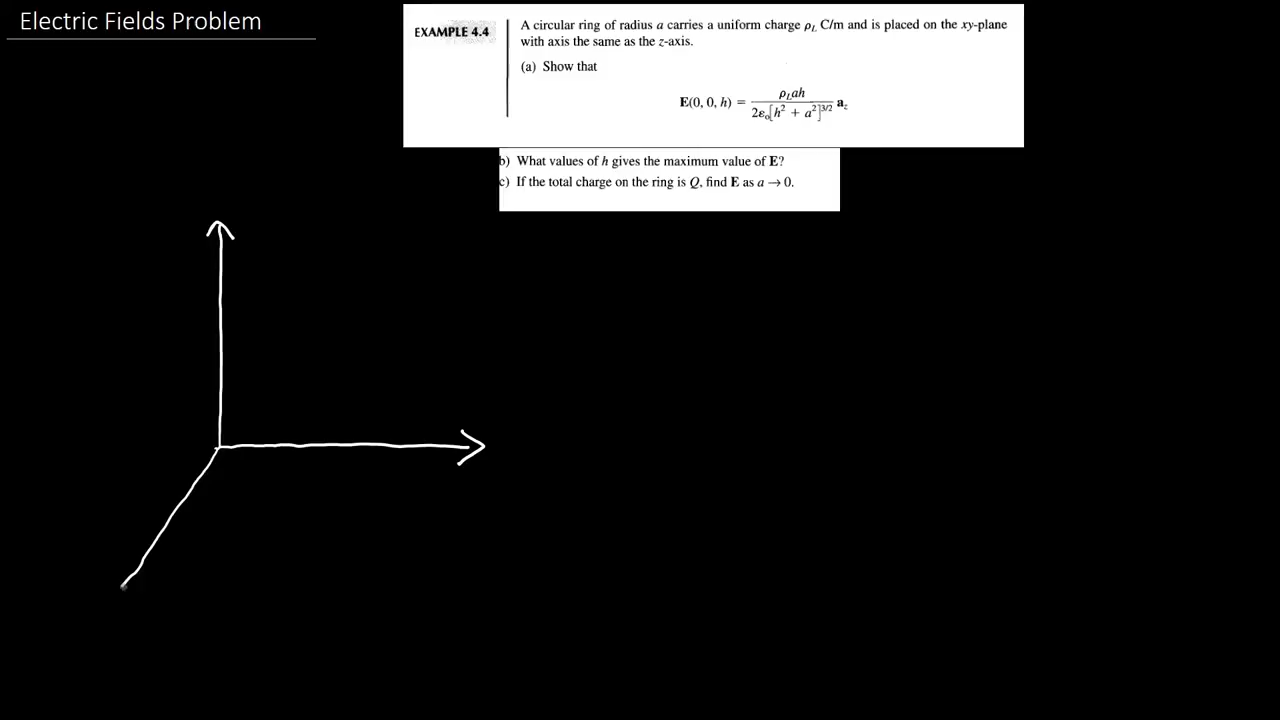 Electric Fields Problem
EXAMPLE 4.4
A circular ring of radius a carries a uniform charge ρL C/m and is placed on the xy-plane
with axis the same as the z-axis.
(a) Show that
E(0, 0, h) = ρLah / 2εo[h² + a²]^3/2 az
b) What values of h gives the maximum value of E?
c) If the total charge on the ring is Q, find E as a → 0.